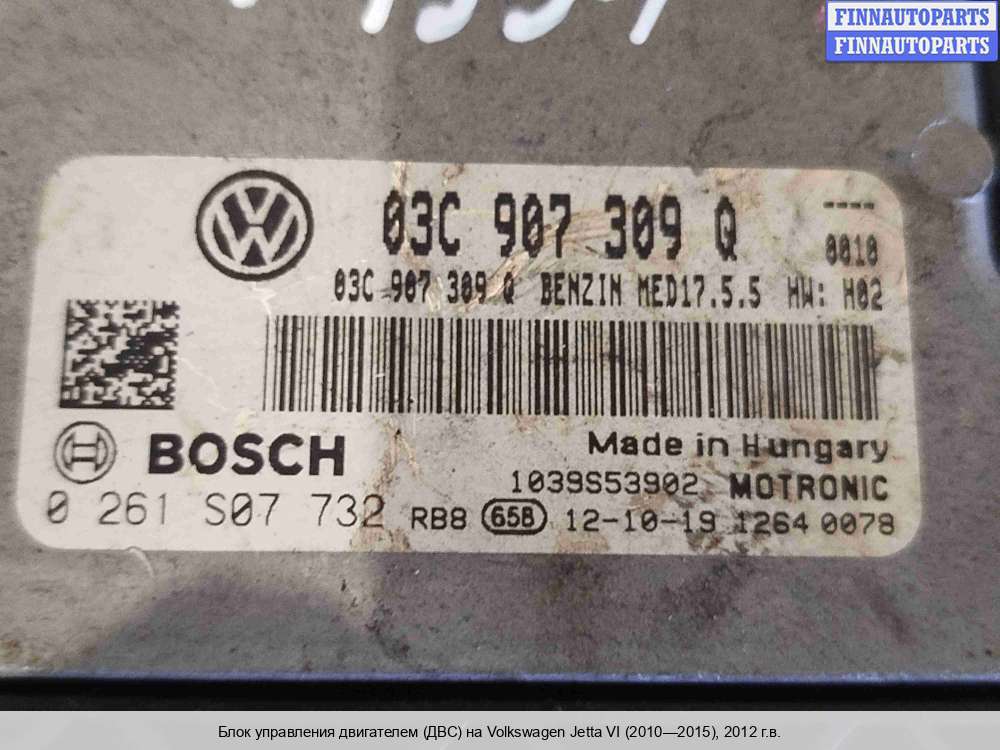 FINNAUTOPARTS
FINNAUTOPARTS
03C 907 309 Q ----
0010
03C 907 309 Q BENZIN MED17.5.5 HW: H02
BOSCH
Made in Hungary
1039S53902 MOTRONIC
0 261 S07 732 RB8 65B 12-10-19 1264 0078
Блок управления двигателем (ДВС) на Volkswagen Jetta VI (2010—2015), 2012 г.в.